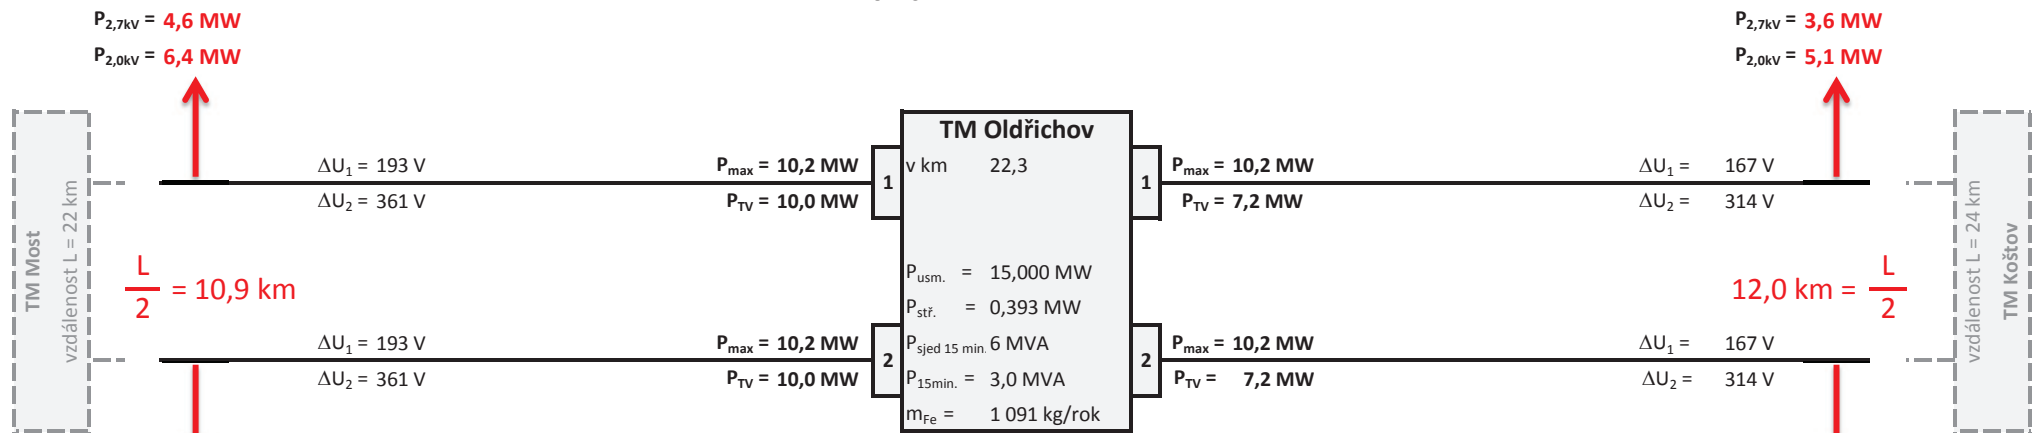 P2,7kV = 4,6 MW
P2,0kV = 6,4 MW
P2,7kV = 3,6 MW
P2,0kV = 5,1 MW
TM Most
vzdálenost L = 22 km
L
2
= 10,9 km
ΔU1 = 193 V
ΔU2 = 361 V
Pmax = 10,2 MW
PTV = 10,0 MW
1
ΔU1 = 193 V
ΔU2 = 361 V
Pmax = 10,2 MW
PTV = 10,0 MW
2
TM Oldřichov
v km 22,3
Pusm. = 15,000 MW
Pstř. = 0,393 MW
Psjed 15 min. 6 MVA
P15min. = 3,0 MVA
mFe = 1 091 kg/rok
1
Pmax = 10,2 MW
PTV = 7,2 MW
ΔU1 = 167 V
ΔU2 = 314 V
2
Pmax = 10,2 MW
PTV = 7,2 MW
ΔU1 = 167 V
ΔU2 = 314 V
12,0 km =
L
2
vzdálenost L = 24 km
TM Koštov